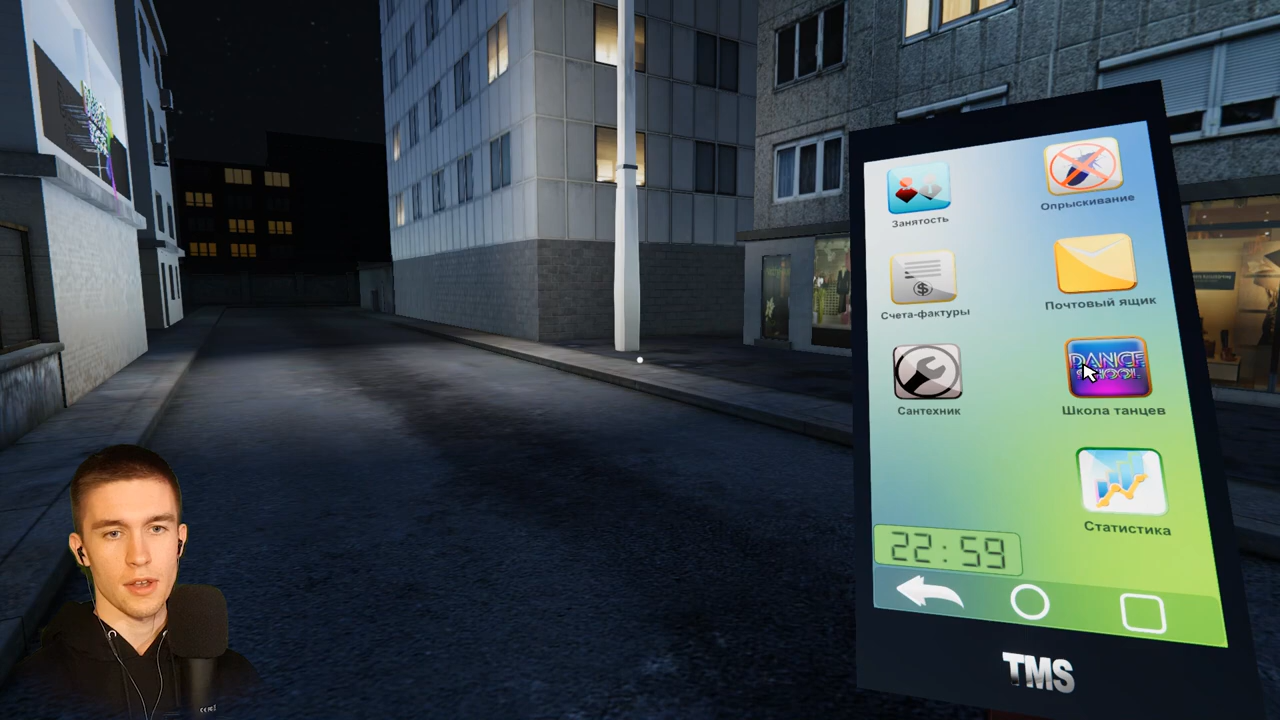 Занятость
Опрыскивание
Счета-фактуры
Почтовый ящик
DANCE
SCHOOL
Сантехник
Школа танцев
Статистика
22:59
TMS